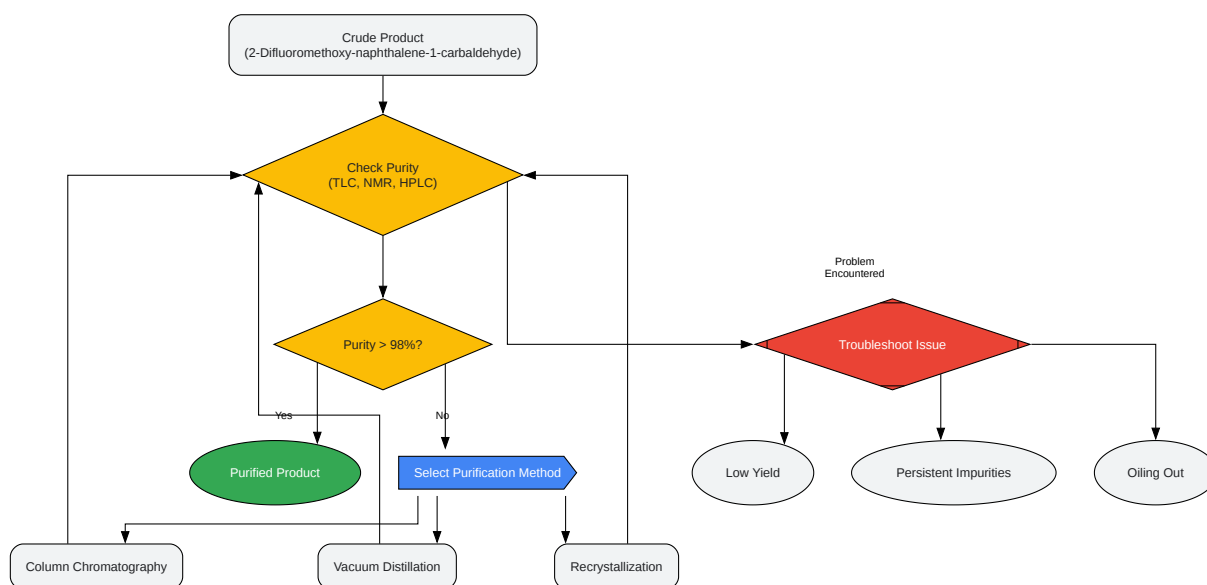 Crude Product
(2-Difluoromethoxy-naphthalene-1-carbaldehyde)
Check Purity
(TLC, NMR, HPLC)
Problem
Encountered
Purity > 98%?
Troubleshoot Issue
Yes
No
Purified Product
Select Purification Method
Low Yield
Persistent Impurities
Oiling Out
Column Chromatography
Vacuum Distillation
Recrystallization